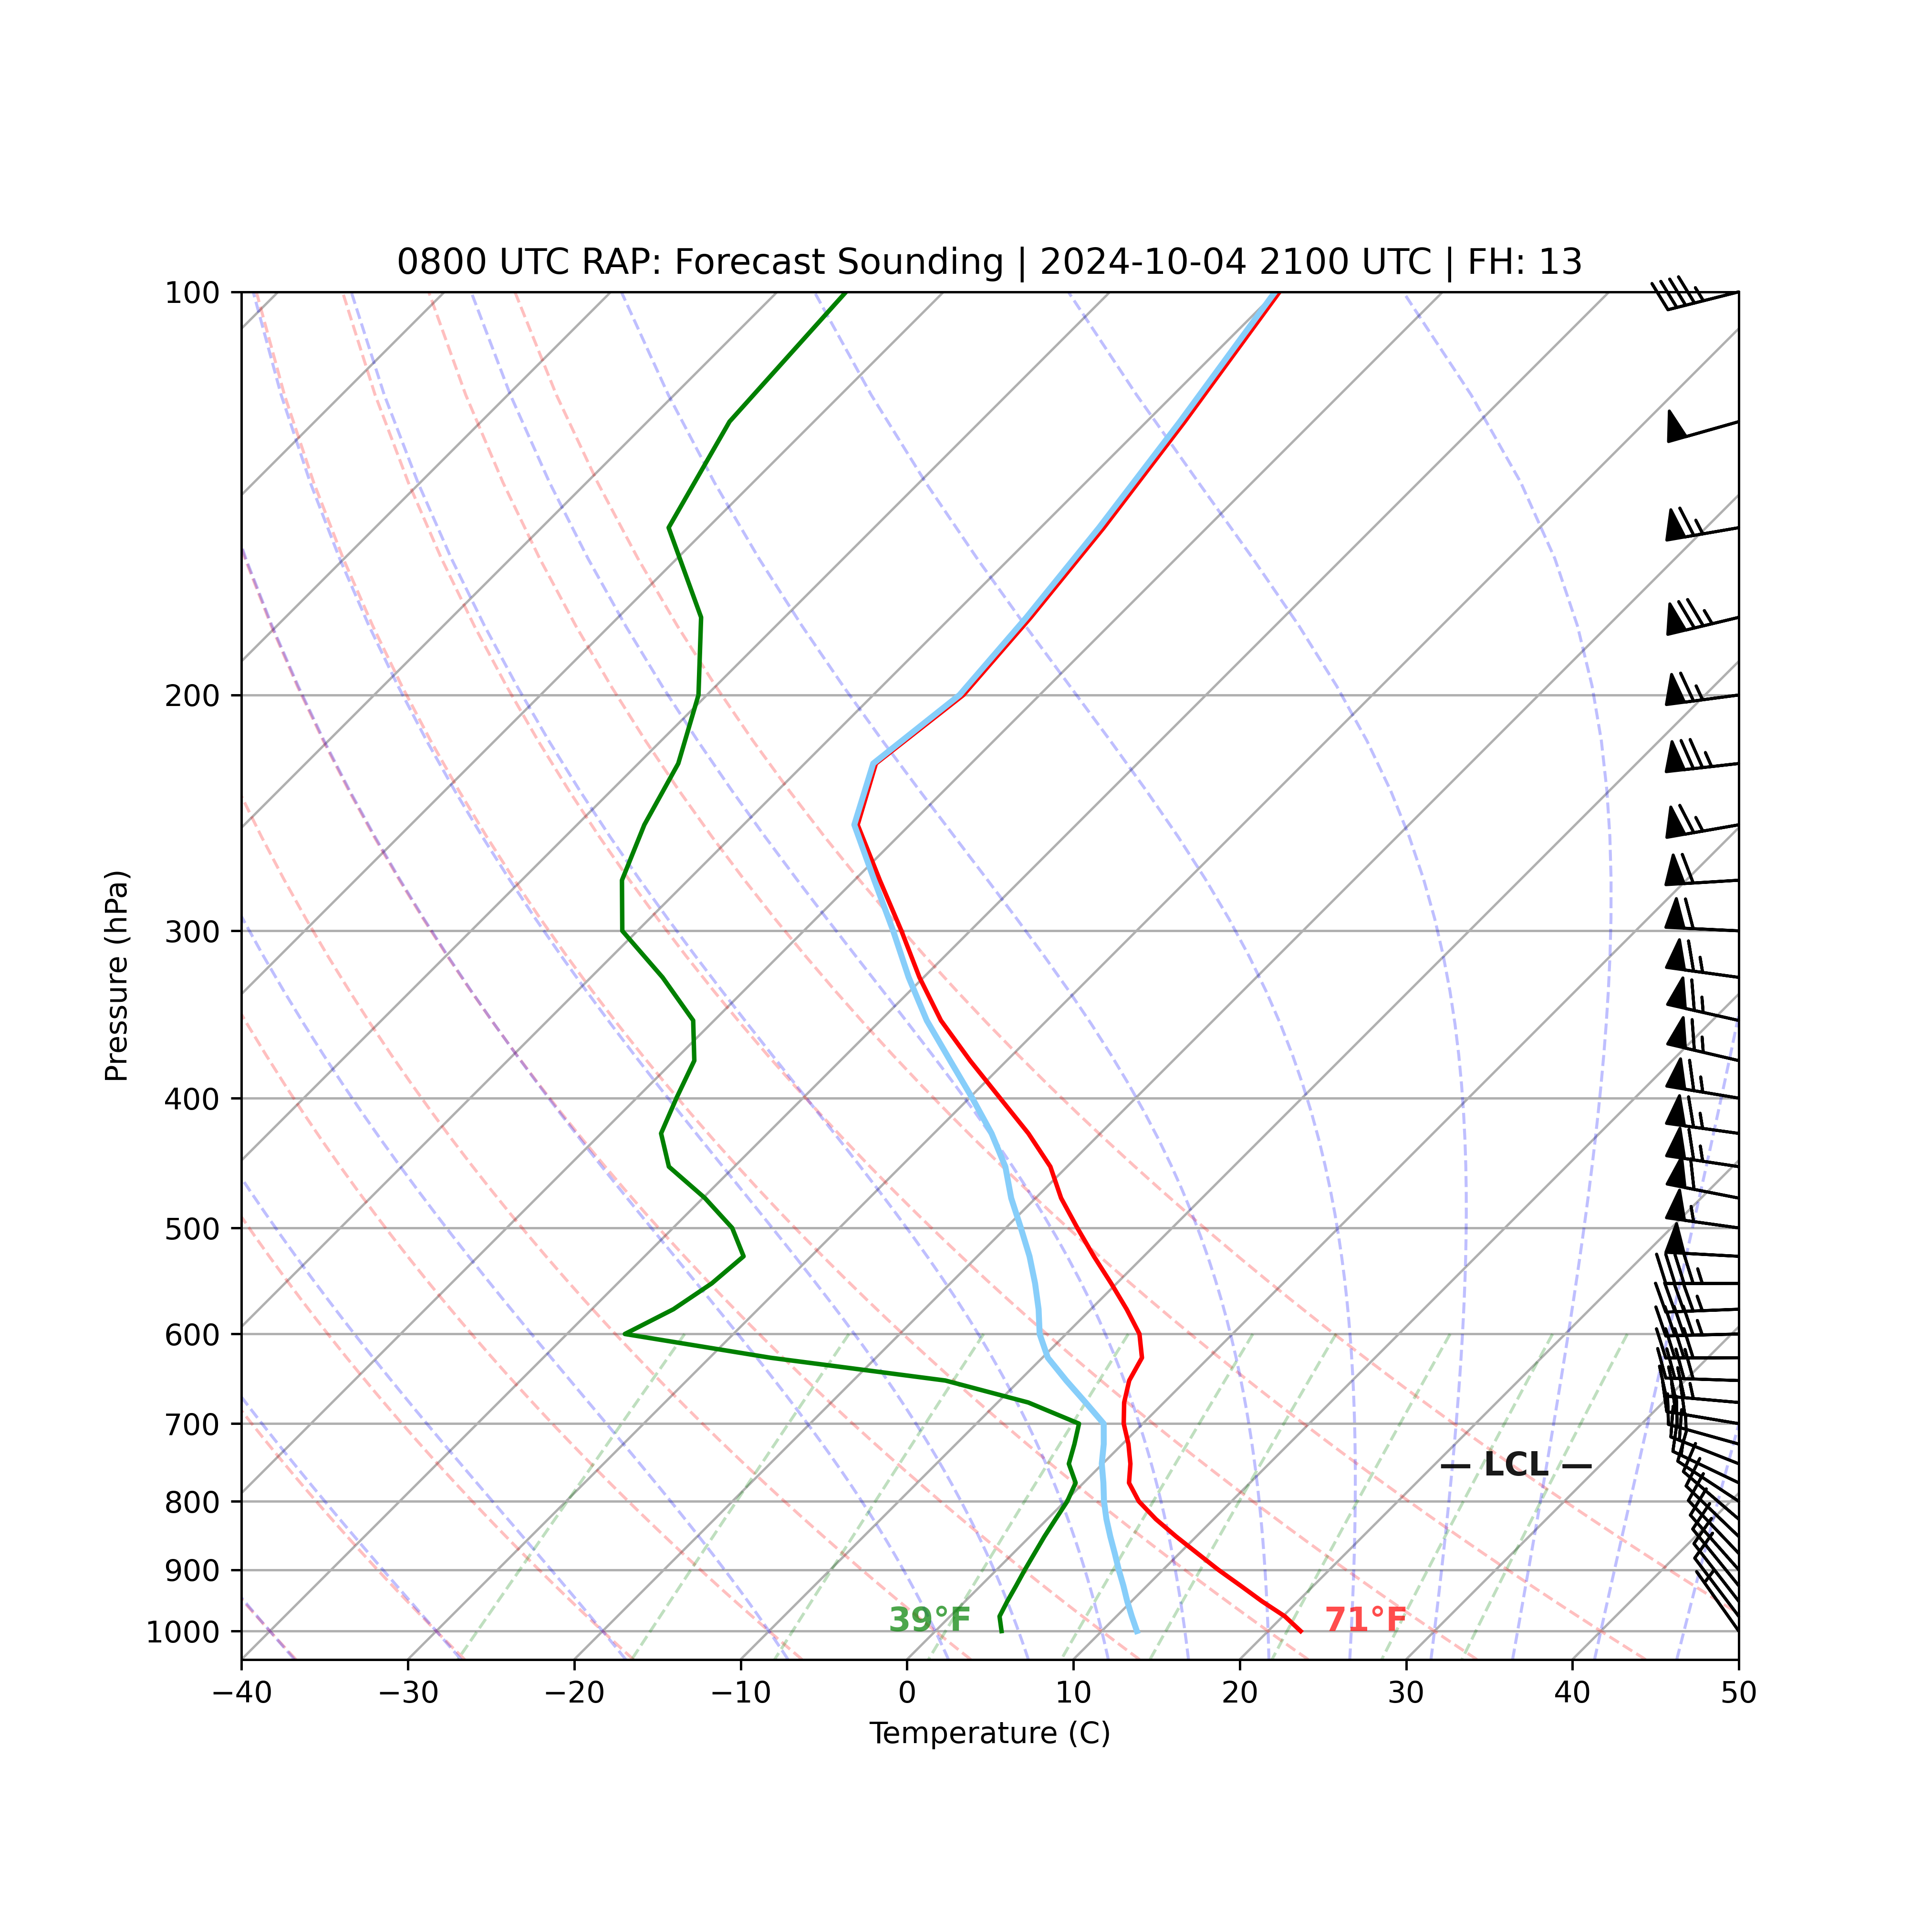 0800 UTC RAP: Forecast Sounding | 2024-10-04 2100 UTC | FH: 13
100
200
300
400
500
600
700
800
900
1000
Pressure (hPa)
— LCL —
39°F
71°F
−40 −30 −20 −10 0 10 20 30 40 50
Temperature (C)